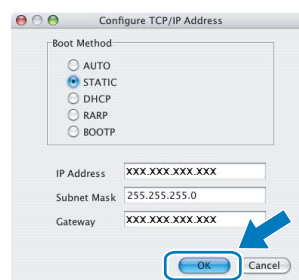 Configure TCP/IP Address
Boot Method
AUTO
STATIC
DHCP
RARP
BOOTP
IP Address XXX.XXX.XXX.XXX
Subnet Mask 255.255.255.0
Gateway XXX.XXX.XXX.XXX
OK Cancel